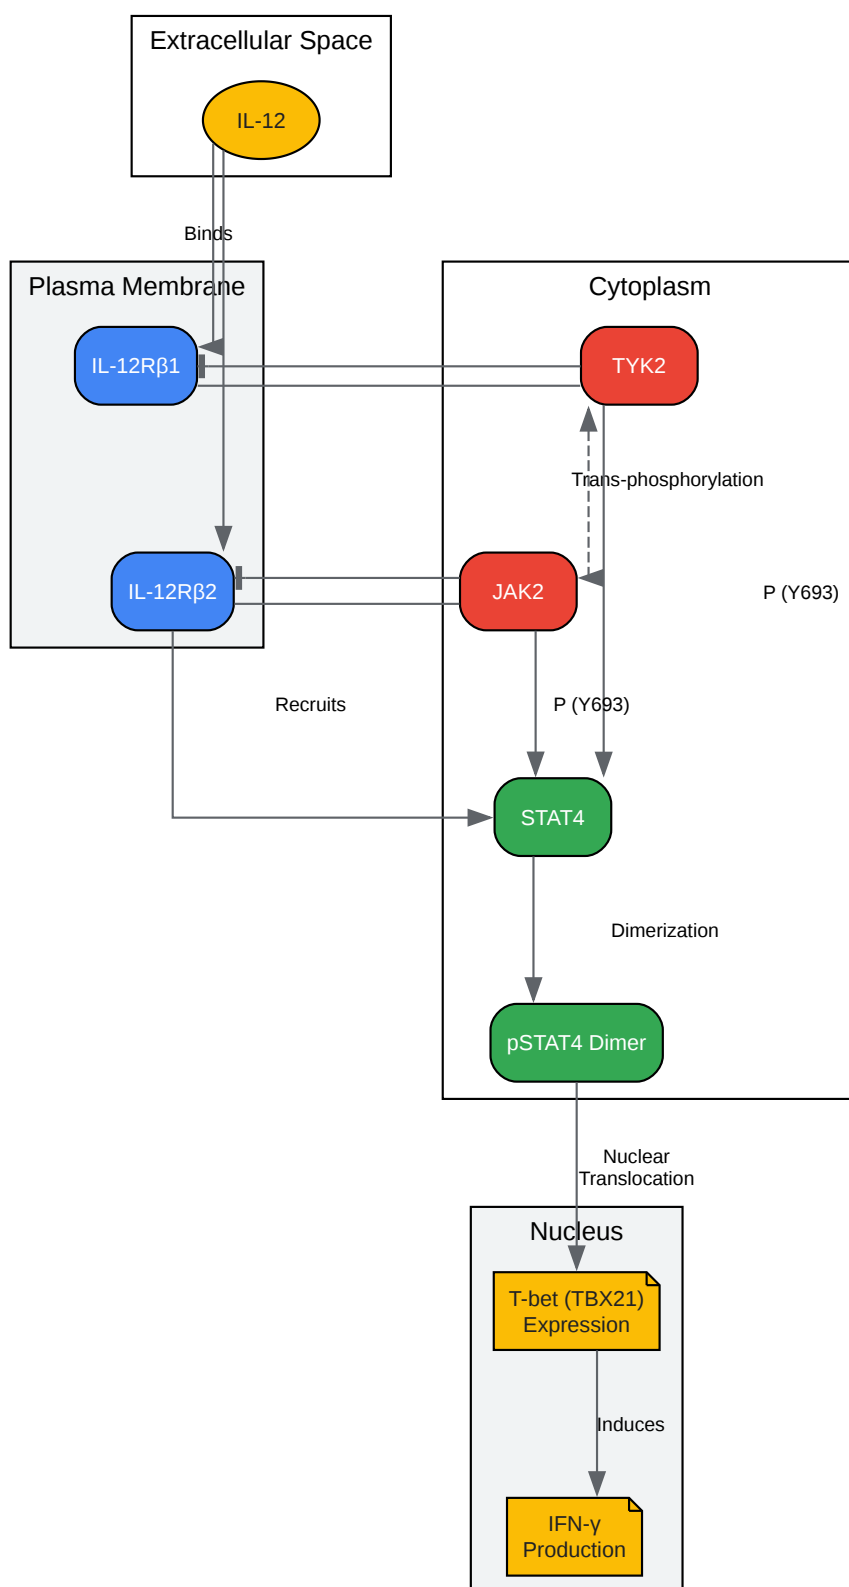 Extracellular Space
IL-12
Binds
Plasma Membrane
Cytoplasm
IL-12Rβ1
TYK2
Trans-phosphorylation
IL-12Rβ2
JAK2
P (Y693)
Recruits
P (Y693)
STAT4
Dimerization
pSTAT4 Dimer
Nuclear
Translocation
Nucleus
T-bet (TBX21)
Expression
Induces
IFN-γ
Production